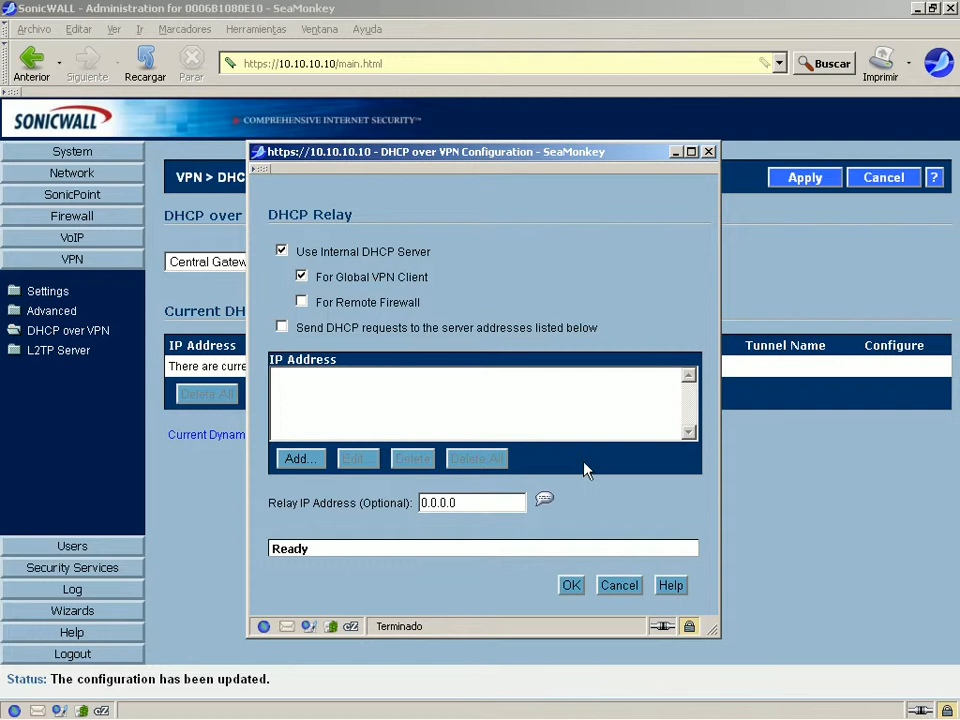 SonicWALL - Administration for 0006B1080E10 - SeaMonkey
Archivo Editar Ver Ir Marcadores Herramientas Ventana Ayuda
Anterior Siguiente Recargar Parar https://10.10.10.10/main.html Buscar Imprimir
SONICWALL COMPREHENSIVE INTERNET SECURITY™
System
Network
SonicPoint
Firewall
VoIP
VPN
Settings
Advanced
DHCP over VPN
L2TP Server
Users
Security Services
Log
Wizards
Help
Logout
VPN > DHC
Apply Cancel ?
DHCP over
Central Gatew
Current DH
IP Address Tunnel Name Configure
There are curre
Delete All
Current Dynam
https://10.10.10.10 - DHCP over VPN Configuration - SeaMonkey
DHCP Relay
Use Internal DHCP Server
For Global VPN Client
For Remote Firewall
Send DHCP requests to the server addresses listed below
IP Address
Add... Edit... Delete Delete All
Relay IP Address (Optional): 0.0.0.0
Ready
OK Cancel Help
Terminado
Status: The configuration has been updated.